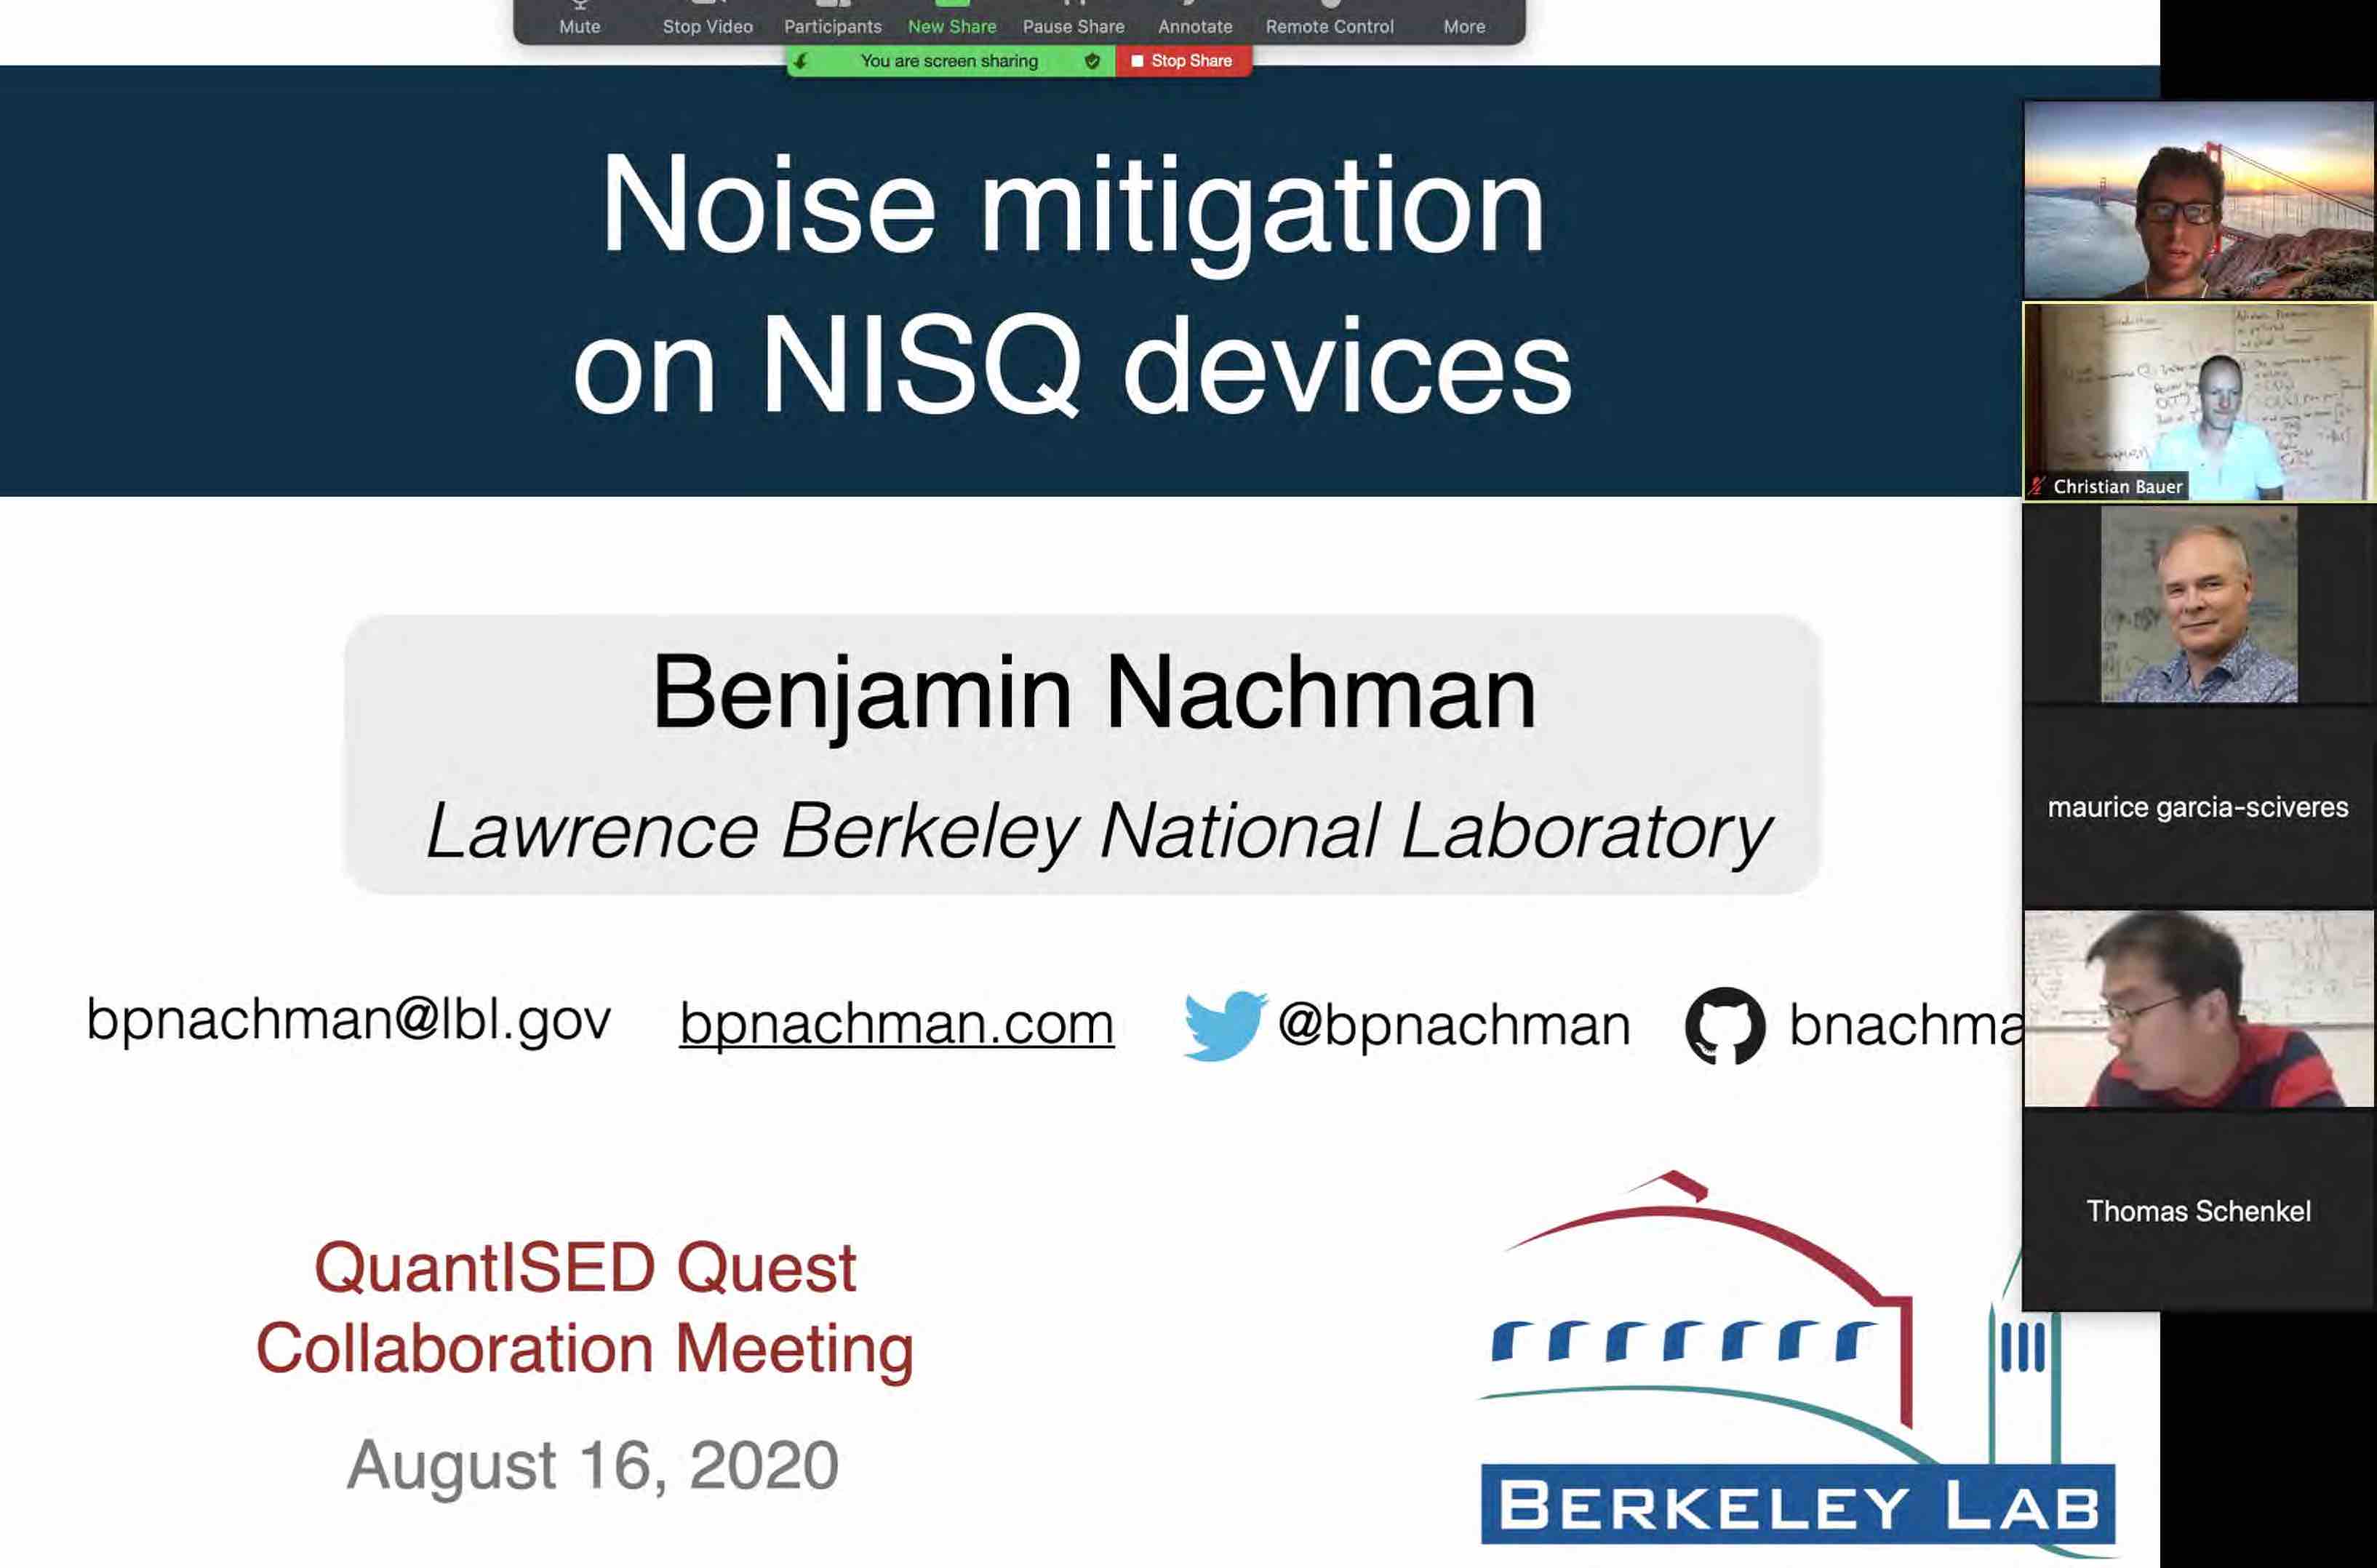 Mute
Stop Video
Participants
New Share
Pause Share
Annotate
Remote Control
More
You are screen sharing
Stop Share
Noise mitigation
on NISQ devices
Benjamin Nachman
Lawrence Berkeley National Laboratory
bpnachman@lbl.gov
bpnachman.com
@bpnachman
bnachma
QuantISED Quest
Collaboration Meeting
August 16, 2020
BERKELEY LAB
Christian Bauer
maurice garcia-sciveres
Thomas Schenkel